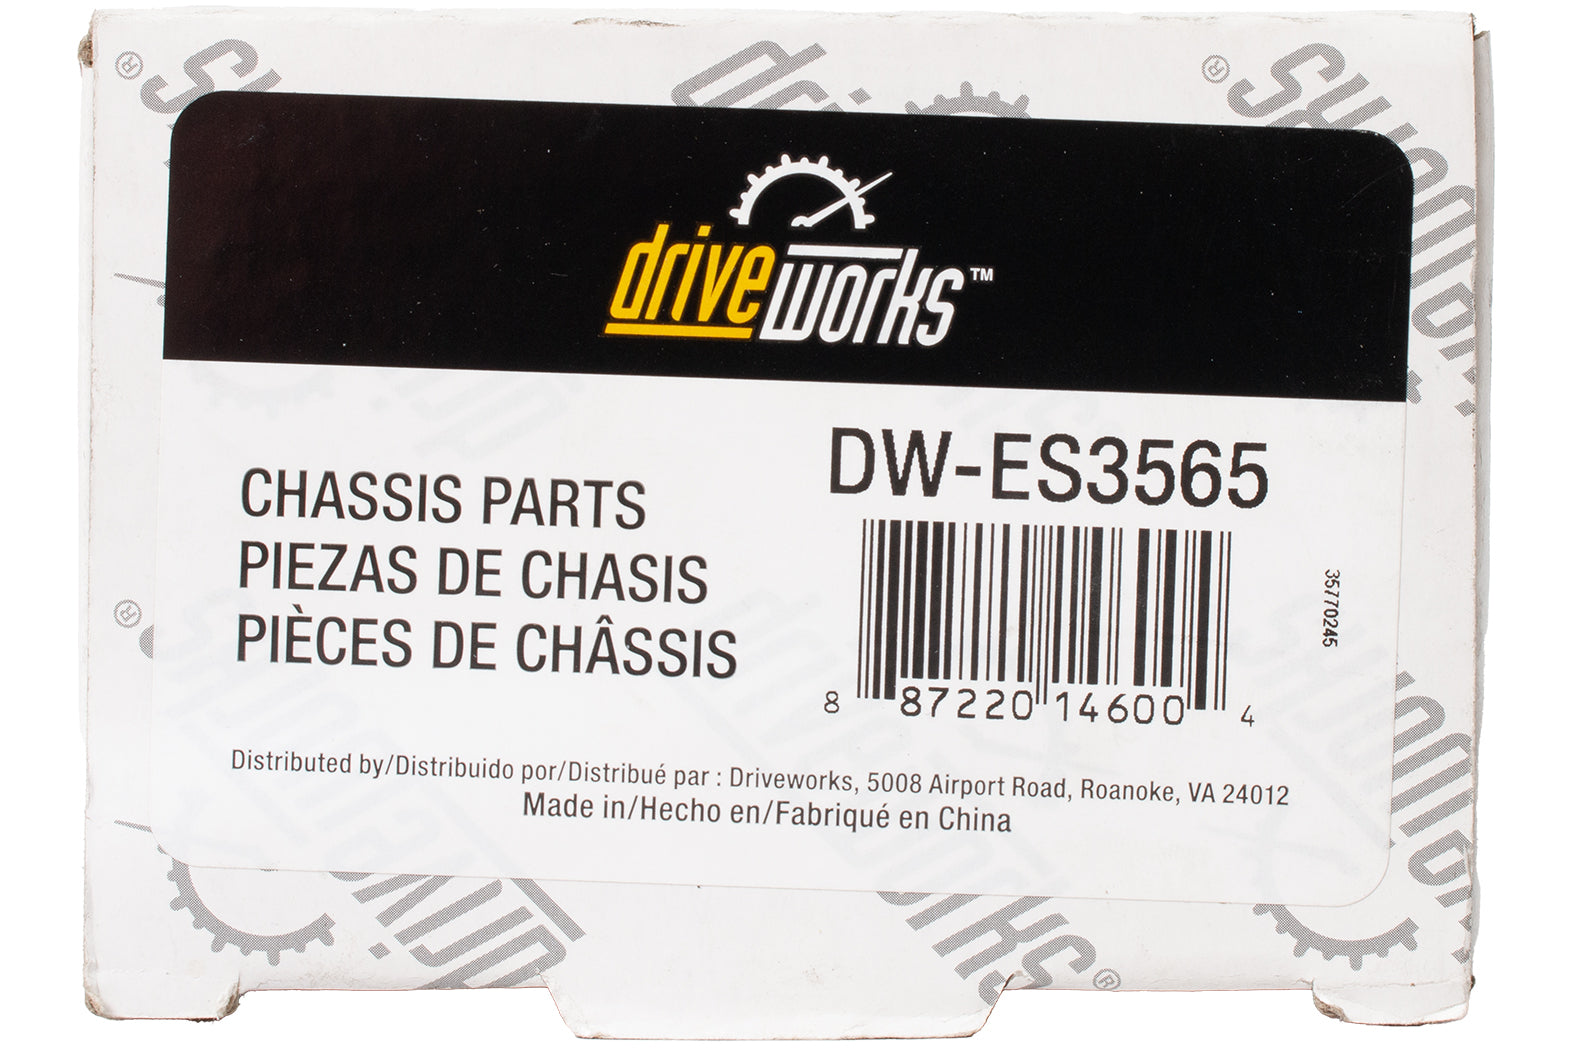 driveworks™
DW-ES3565
CHASSIS PARTS
PIEZAS DE CHASIS
PIÈCES DE CHÂSSIS
35770245
8 87220 14600 4
Distributed by/Distribuido por/Distribué par : Driveworks, 5008 Airport Road, Roanoke, VA 24012
Made in/Hecho en/Fabriqué en China
driveworks®